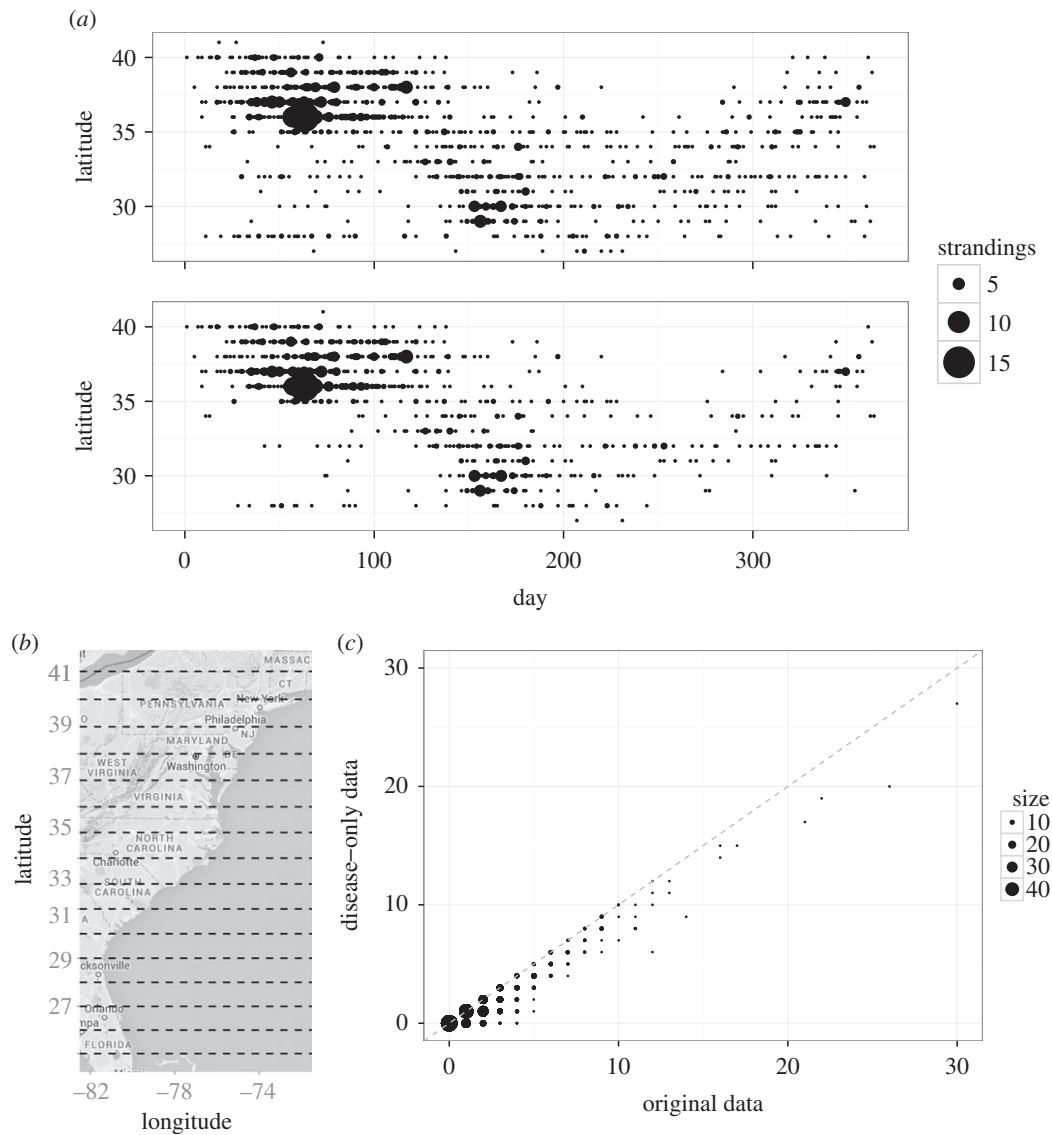 (a)
40
35
30
latitude
40
35
30
latitude
0 100 200 300
day
strandings
5
10
15
(b)
41
39
37
35
33
31
29
27
latitude
MASSAC
CT
New York
PENNSYLVANIA
Philadelphia
NJ
MARYLAND
DE
WEST
VIRGINIA
Washington
VIRGINIA
NORTH
CAROLINA
Charlotte
SOUTH
CAROLINA
A
cksonville
Orlando
mpa
FLORIDA
–82 –78 –74
longitude
(c)
30
20
10
0
disease–only data
0 10 20 30
original data
size
10
20
30
40